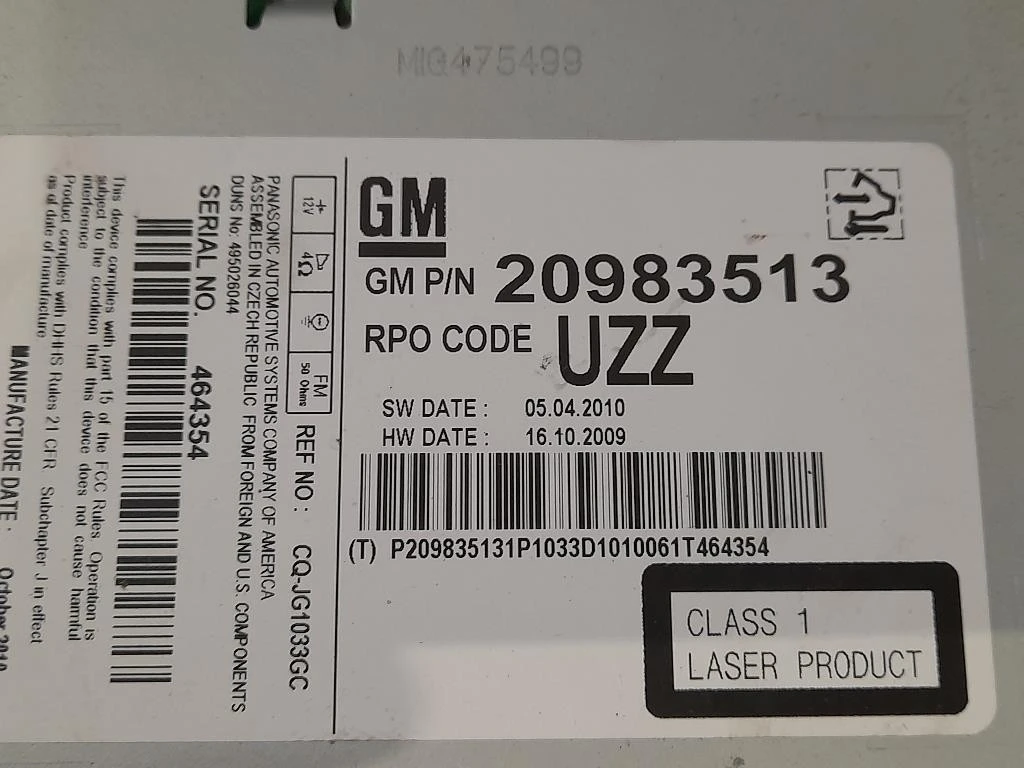 MIG475499
GM
GM P/N 20983513
RPO CODE UZZ
SW DATE : 05.04.2010
HW DATE : 16.10.2009
(T) P209835131P1033D1010061T464354
CLASS 1
LASER PRODUCT
12V
4Ω
FM
50 Ohms
REF NO : CQ-JG1033GC
PANASONIC AUTOMOTIVE SYSTEMS COMPANY OF AMERICA
ASSEMBLED IN CZECH REPUBLIC FROM FOREIGN AND U.S. COMPONENTS
DUNS No: 495026044
SERIAL NO. 464354
This device complies with part 15 of the FCC Rules. Operation is
subject to the condition that this device does not cause harmful
interference
Product complies with DHHS Rules 21 CFR Subchapter J in effect
as of date of manufacture
MANUFACTURE DATE : October 2010